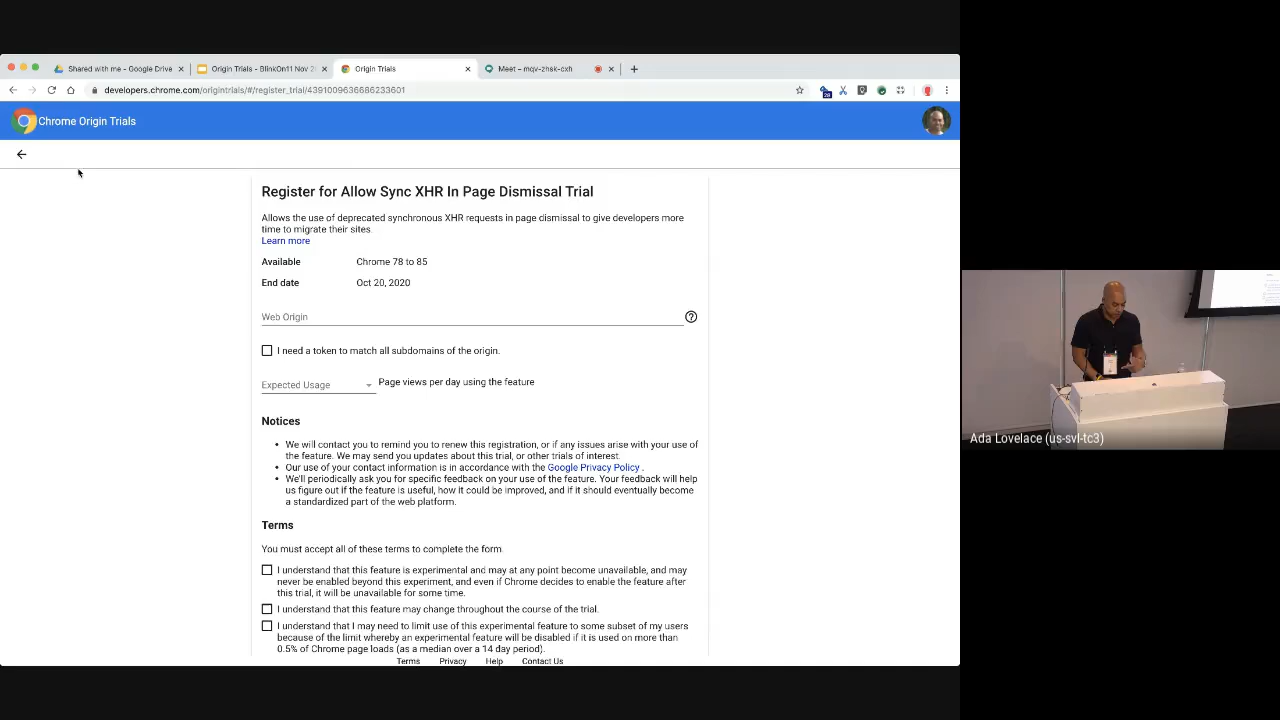 Shared with me – Google Drive
Origin Trials - BlinkOn11 Nov 2
Origin Trials
Meet – mqv-zhsk-cxh
developers.chrome.com/origintrials/#/register_trial/4391009636686233601
Chrome Origin Trials
Register for Allow Sync XHR In Page Dismissal Trial
Allows the use of deprecated synchronous XHR requests in page dismissal to give developers more
time to migrate their sites.
Learn more
Available Chrome 78 to 85
End date Oct 20, 2020
Web Origin
I need a token to match all subdomains of the origin.
Expected Usage Page views per day using the feature
Notices
• We will contact you to remind you to renew this registration, or if any issues arise with your use of
the feature. We may send you updates about this trial, or other trials of interest.
• Our use of your contact information is in accordance with the Google Privacy Policy .
• We'll periodically ask you for specific feedback on your use of the feature. Your feedback will help
us figure out if the feature is useful, how it could be improved, and if it should eventually become
a standardized part of the web platform.
Terms
You must accept all of these terms to complete the form.
I understand that this feature is experimental and may at any point become unavailable, and may
never be enabled beyond this experiment, and even if Chrome decides to enable the feature after
this trial, it will be unavailable for some time.
I understand that this feature may change throughout the course of the trial.
I understand that I may need to limit use of this experimental feature to some subset of my users
because of the limit whereby an experimental feature will be disabled if it is used on more than
0.5% of Chrome page loads (as a median over a 14 day period).
Terms Privacy Help Contact Us
Ada Lovelace (us-svl-tc3)